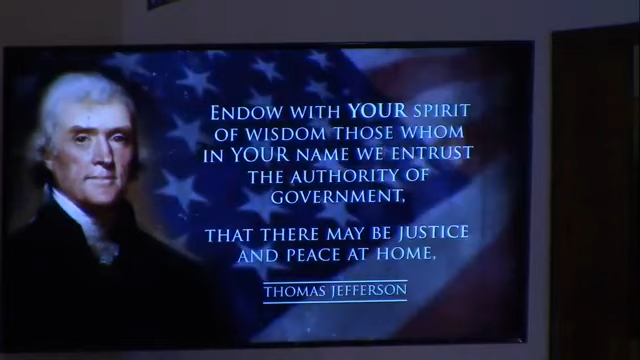 ENDOW WITH YOUR SPIRIT
OF WISDOM THOSE WHOM
IN YOUR NAME WE ENTRUST
THE AUTHORITY OF
GOVERNMENT,
THAT THERE MAY BE JUSTICE
AND PEACE AT HOME,
THOMAS JEFFERSON